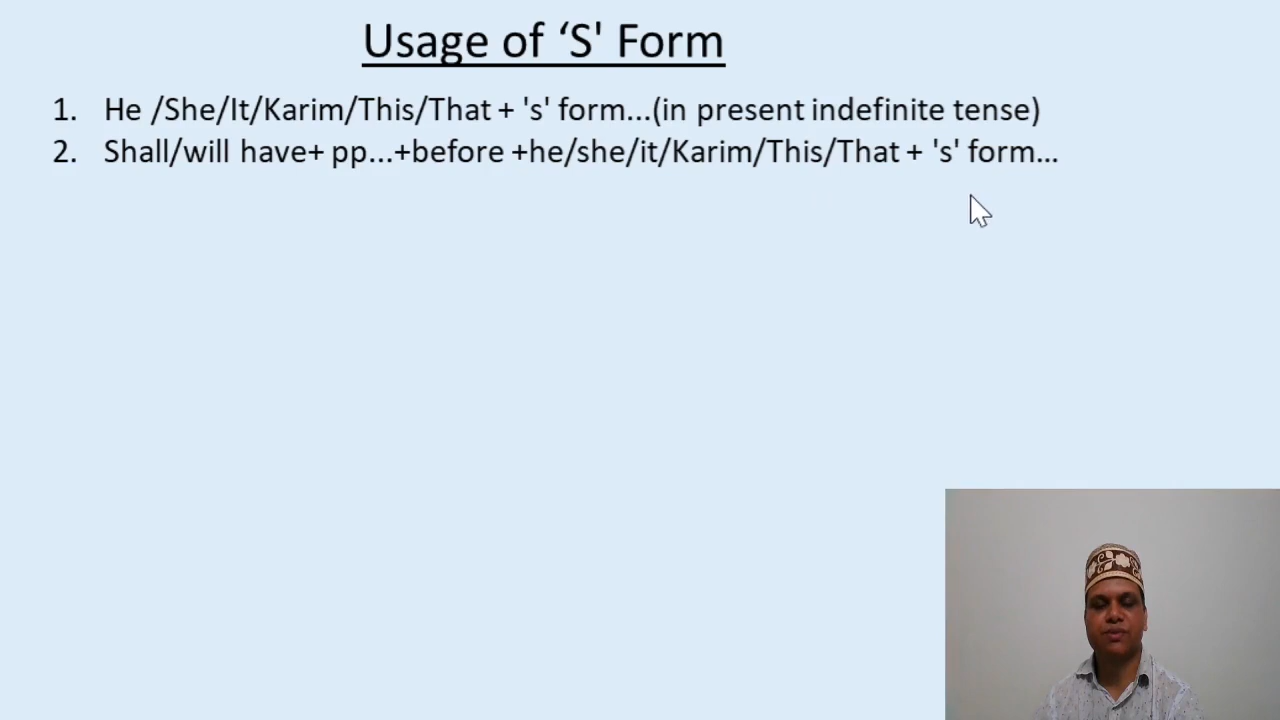 Usage of ‘S' Form
1. He /She/It/Karim/This/That + 's' form...(in present indefinite tense)
2. Shall/will have+ pp...+before +he/she/it/Karim/This/That + 's' form...